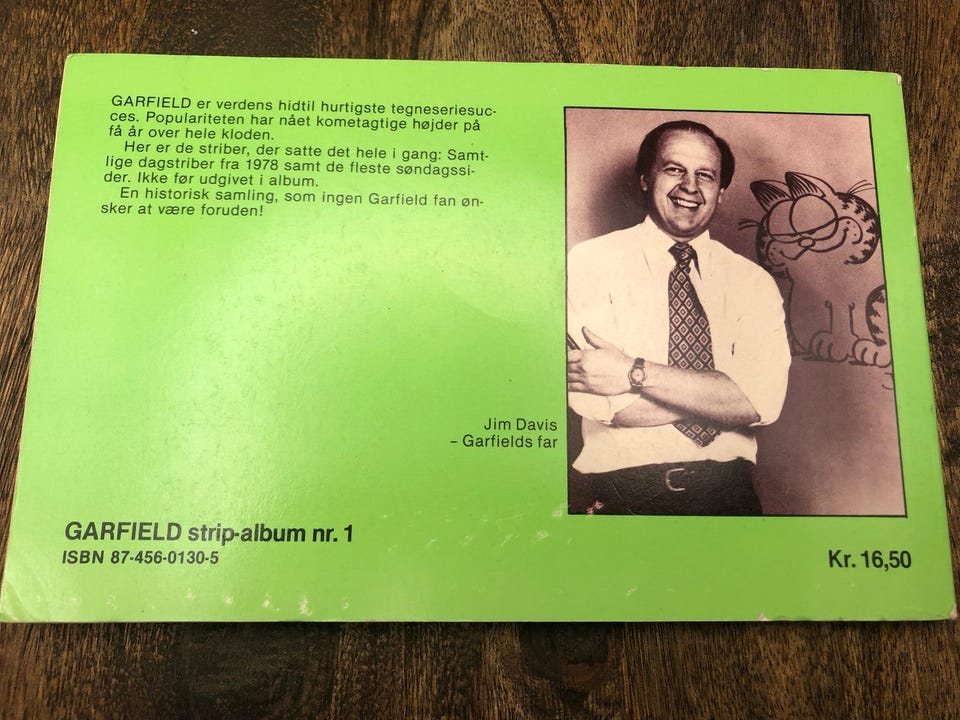 GARFIELD er verdens hidtil hurtigste tegneseriesuc-
ces. Populariteten har nået kometagtige højder på
få år over hele kloden.
Her er de striber, der satte det hele i gang: Samt-
lige dagstriber fra 1978 samt de fleste søndagssi-
der. Ikke før udgivet i album.
En historisk samling, som ingen Garfield fan øn-
sker at være foruden!
Jim Davis
– Garfields far
GARFIELD strip-album nr. 1
ISBN 87-456-0130-5
Kr. 16,50